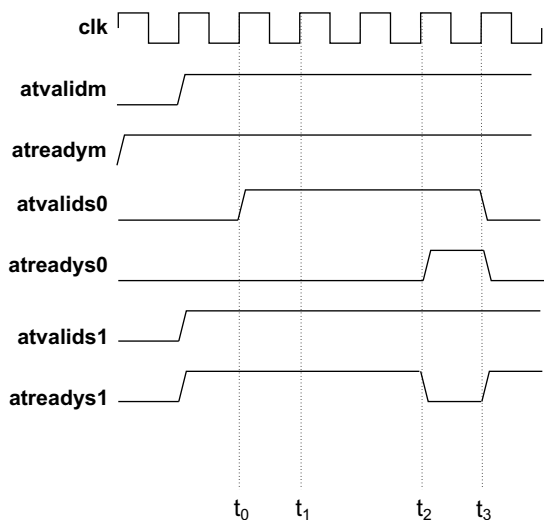 clk
atvalidm
atreadym
atvalids0
atreadys0
atvalids1
atreadys1
t0 t1 t2 t3